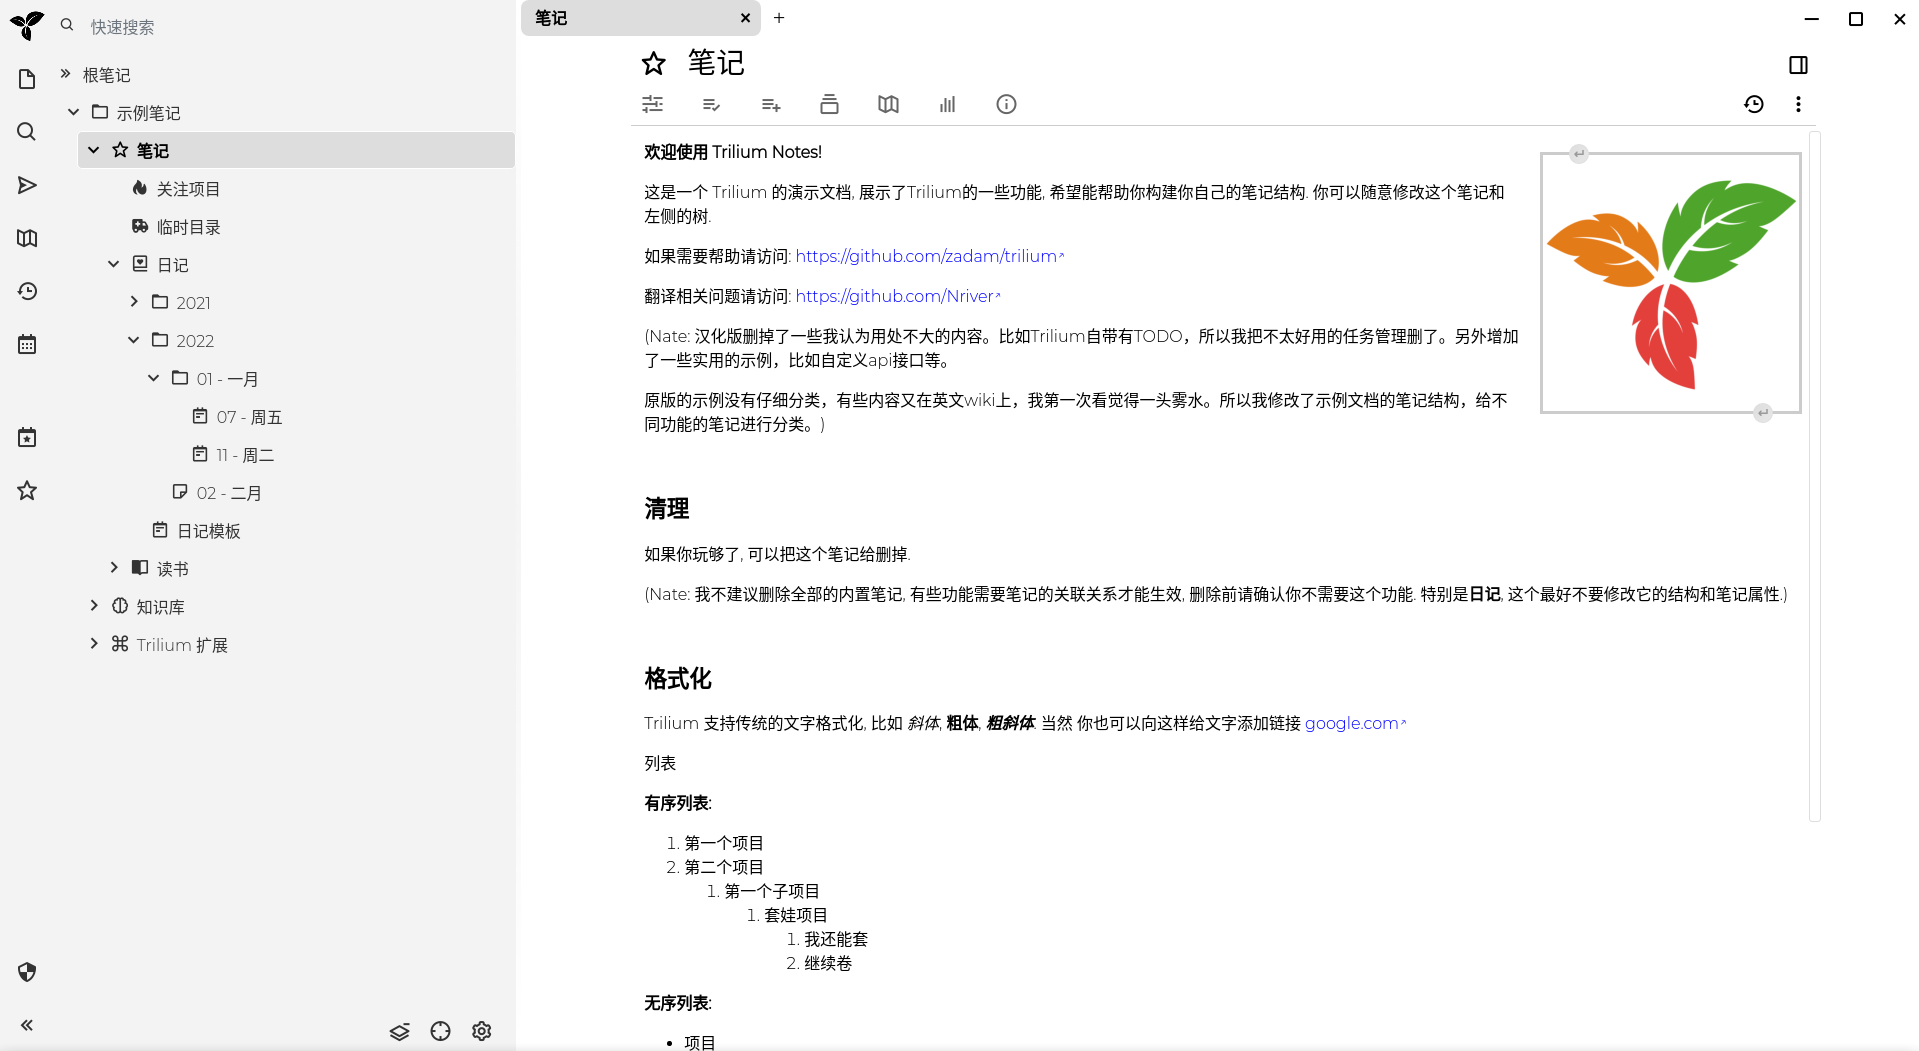 快速搜索
根笔记
示例笔记
笔记
关注项目
临时目录
日记
2021
2022
01 - 一月
07 - 周五
11 - 周二
02 - 二月
日记模板
读书
知识库
Trilium 扩展
笔记
笔记
欢迎使用 Trilium Notes!
这是一个 Trilium 的演示文档, 展示了Trilium的一些功能, 希望能帮助你构建你自己的笔记结构. 你可以随意修改这个笔记和
左侧的树.
如果需要帮助请访问: https://github.com/zadam/trilium
翻译相关问题请访问: https://github.com/Nriver
(Nate: 汉化版删掉了一些我认为用处不大的内容。比如Trilium自带有TODO，所以我把不太好用的任务管理删了。另外增加
了一些实用的示例，比如自定义api接口等。
原版的示例没有仔细分类，有些内容又在英文wiki上，我第一次看觉得一头雾水。所以我修改了示例文档的笔记结构，给不
同功能的笔记进行分类。)
清理
如果你玩够了, 可以把这个笔记给删掉.
(Nate: 我不建议删除全部的内置笔记, 有些功能需要笔记的关联关系才能生效, 删除前请确认你不需要这个功能. 特别是日记, 这个最好不要修改它的结构和笔记属性.)
格式化
Trilium 支持传统的文字格式化, 比如 斜体, 粗体, 粗斜体. 当然 你也可以向这样给文字添加链接 google.com
列表
有序列表:
1. 第一个项目
2. 第二个项目
1. 第一个子项目
1. 套娃项目
1. 我还能套
2. 继续卷
无序列表:
• 项目